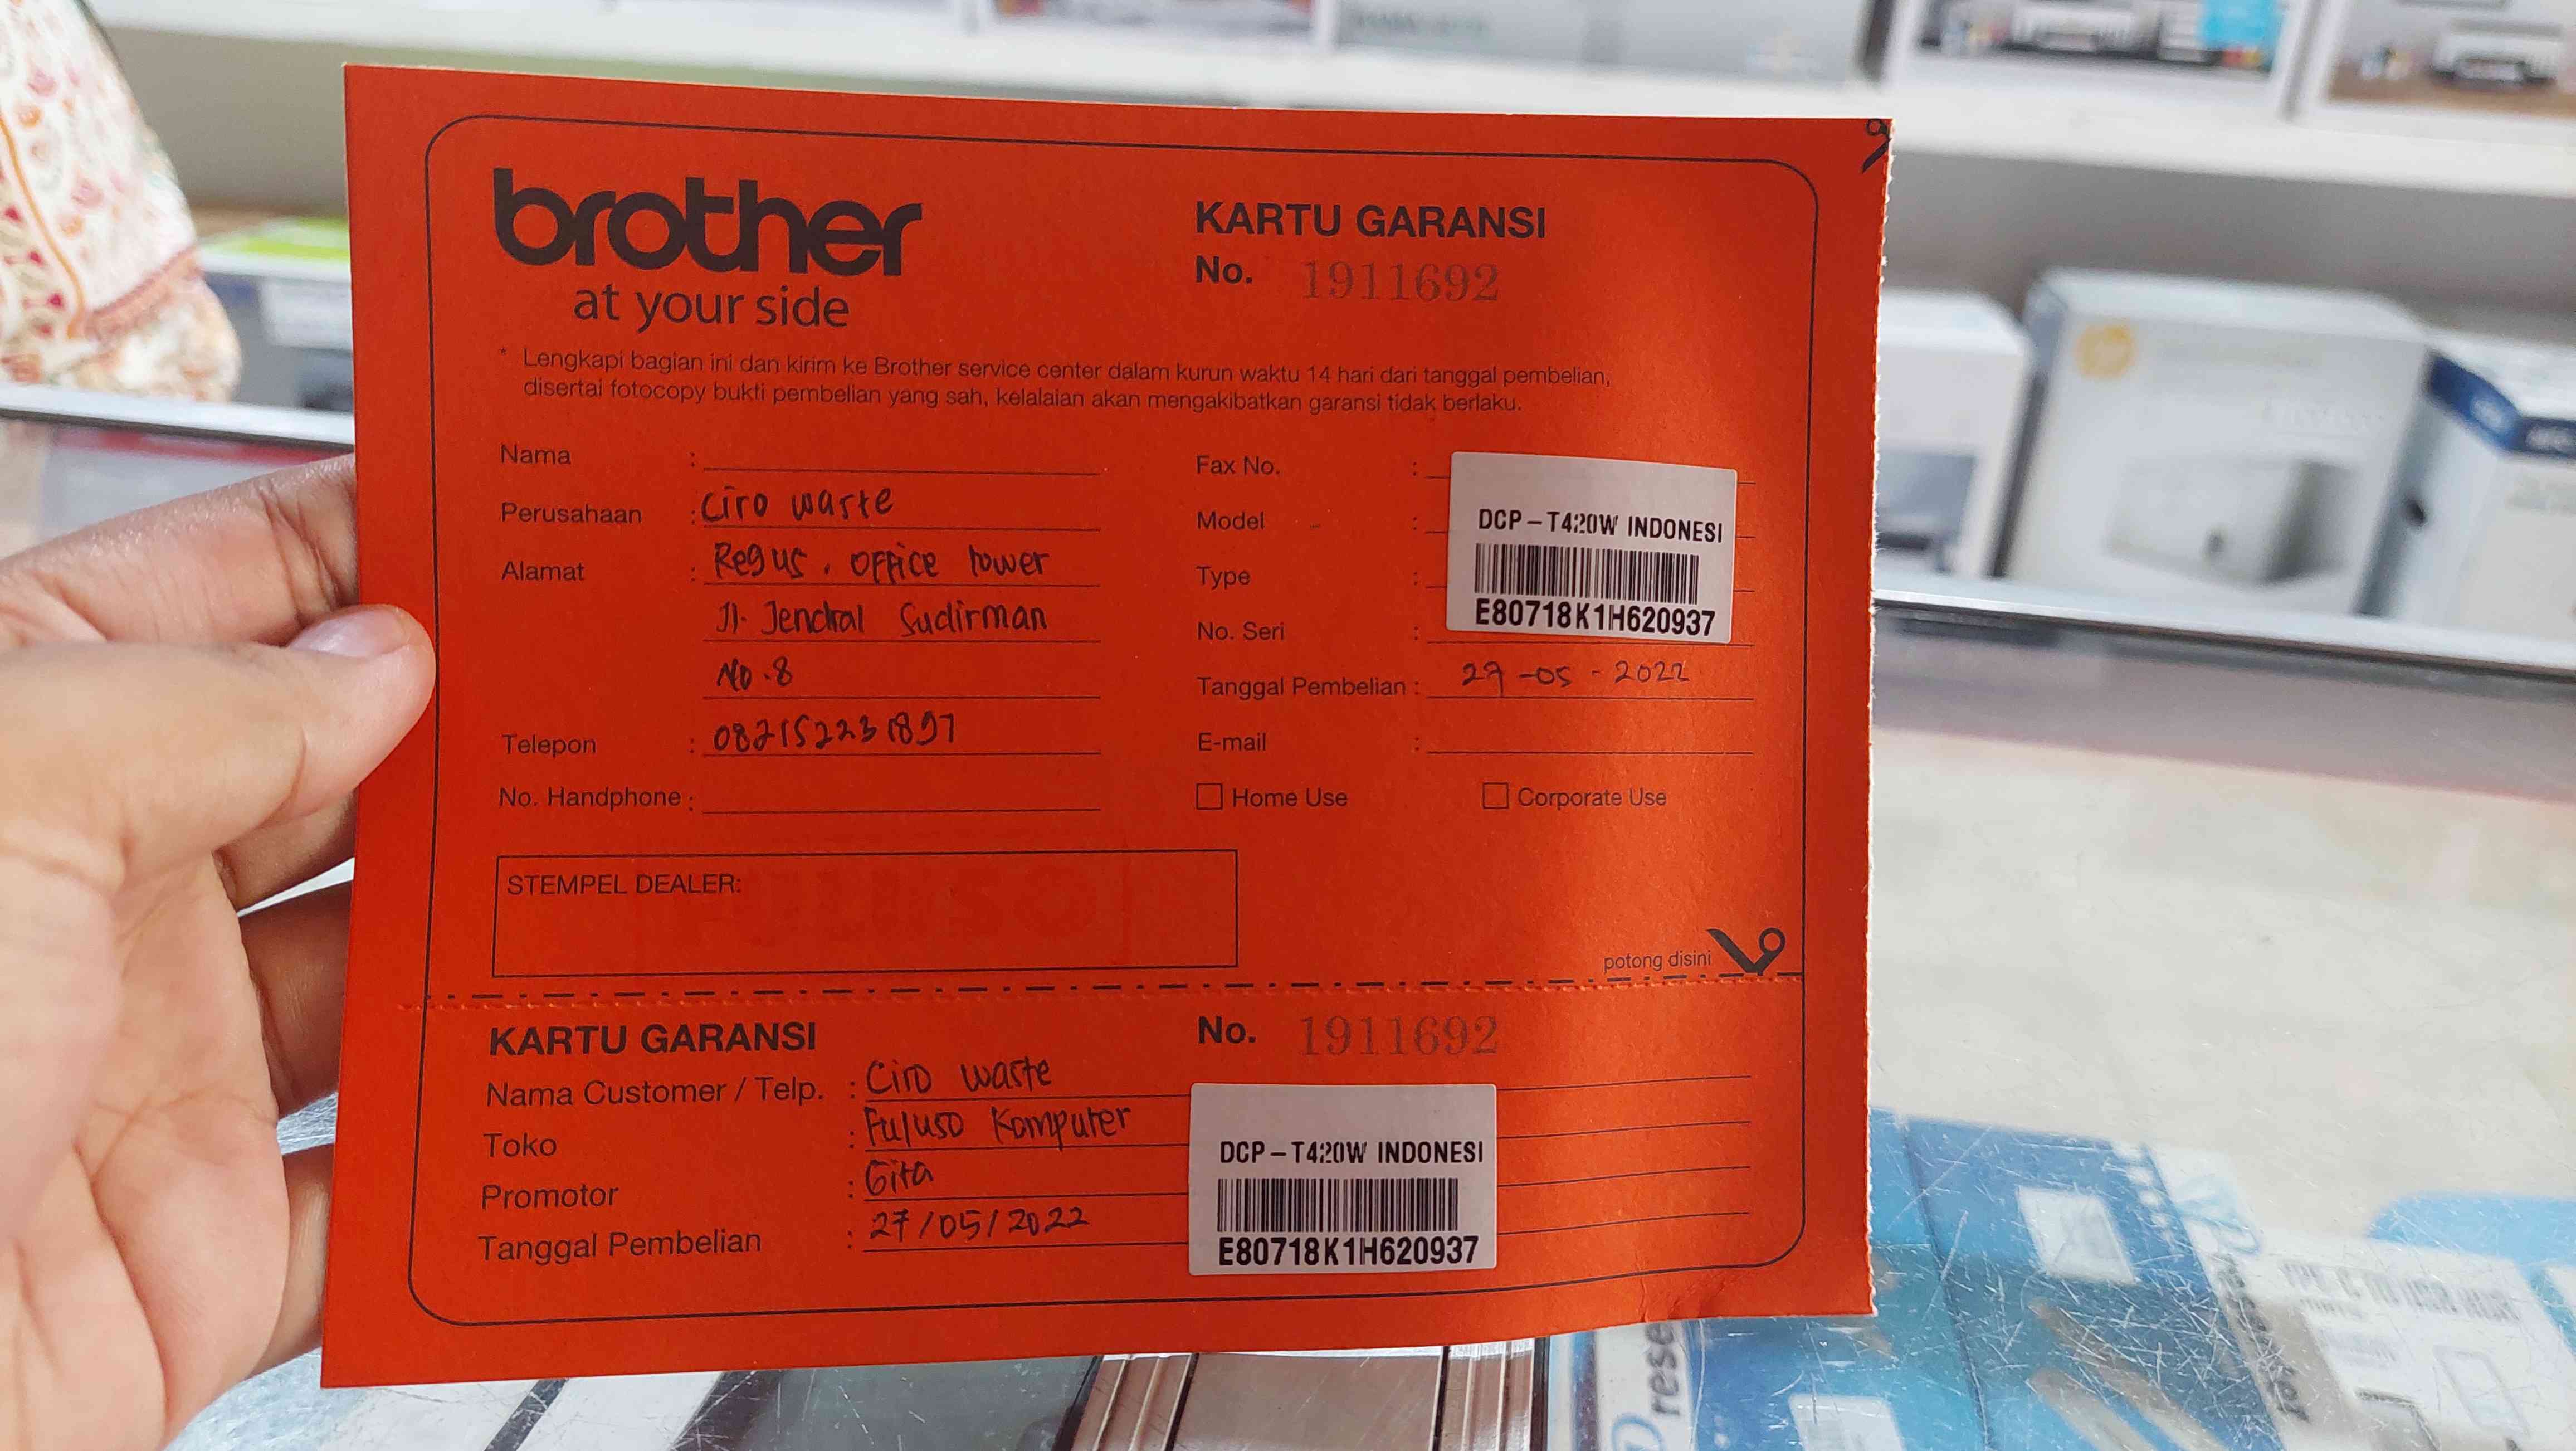 brother
at your side
KARTU GARANSI
No. 1911692
* Lengkapi bagian ini dan kirim ke Brother service center dalam kurun waktu 14 hari dari tanggal pembelian,
disertai fotocopy bukti pembelian yang sah, kelalaian akan mengakibatkan garansi tidak berlaku.
Nama :
Perusahaan : Ciro waste
Alamat : Regus. Office tower
Jl. Jendral Sudirman
No. 8
Telepon : 082152231897
No. Handphone :
Fax No. :
Model :
Type :
No. Seri :
DCP-T420W INDONESI
E80718K1H620937
Tanggal Pembelian : 27-05-2022
E-mail :
Home Use
Corporate Use
STEMPEL DEALER:
potong disini
KARTU GARANSI
No. 1911692
Nama Customer / Telp. : Ciro waste
Toko : Fuluso Komputer
Promotor : Gita
Tanggal Pembelian : 27/05/2022
DCP-T420W INDONESI
E80718K1H620937
rese